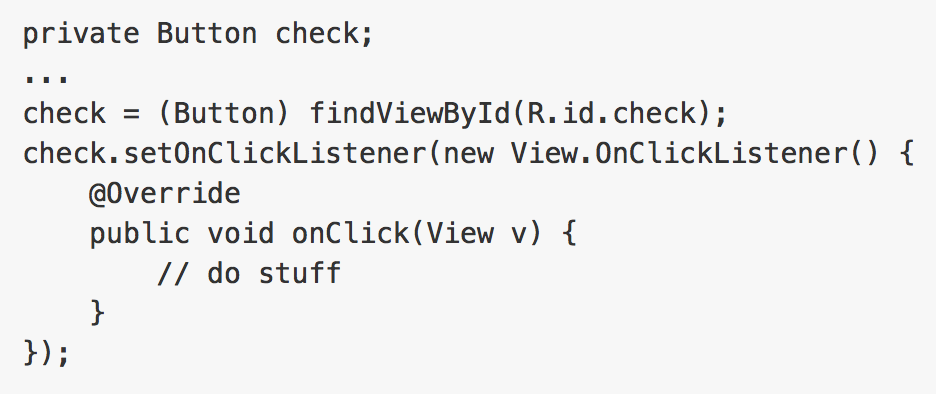 private Button check;
...
check = (Button) findViewById(R.id.check);
check.setOnClickListener(new View.OnClickListener() {
    @Override
    public void onClick(View v) {
        // do stuff
    }
});